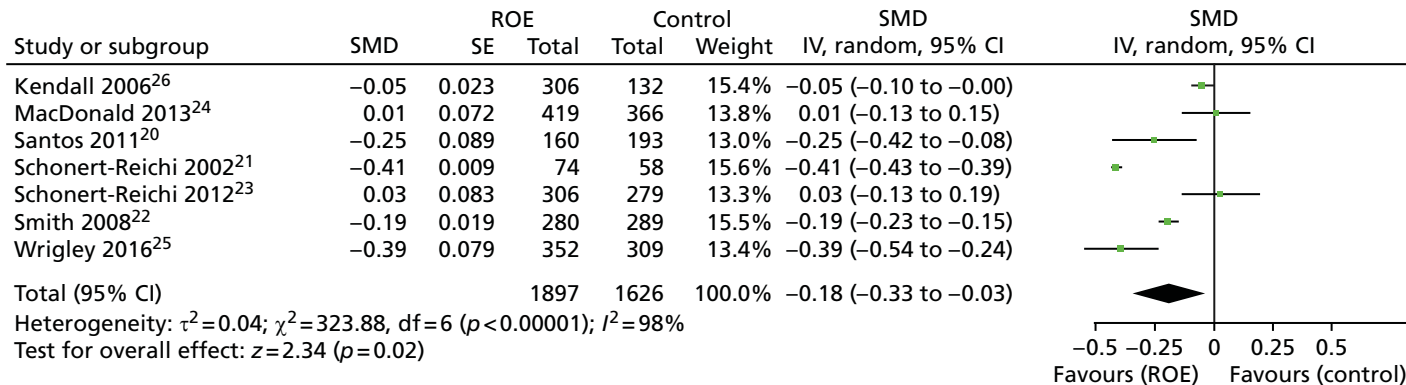 ROE Control SMD SMD
Study or subgroup SMD SE Total Total Weight IV, random, 95% CI IV, random, 95% CI
Kendall 2006²⁶ −0.05 0.023 306 132 15.4% −0.05 (−0.10 to −0.00)
MacDonald 2013²⁴ 0.01 0.072 419 366 13.8% 0.01 (−0.13 to 0.15)
Santos 2011²⁰ −0.25 0.089 160 193 13.0% −0.25 (−0.42 to −0.08)
Schonert-Reichi 2002²¹ −0.41 0.009 74 58 15.6% −0.41 (−0.43 to −0.39)
Schonert-Reichi 2012²³ 0.03 0.083 306 279 13.3% 0.03 (−0.13 to 0.19)
Smith 2008²² −0.19 0.019 280 289 15.5% −0.19 (−0.23 to −0.15)
Wrigley 2016²⁵ −0.39 0.079 352 309 13.4% −0.39 (−0.54 to −0.24)
Total (95% CI) 1897 1626 100.0% −0.18 (−0.33 to −0.03)
Heterogeneity: τ²=0.04; χ²=323.88, df=6 (p<0.00001); I²=98%
Test for overall effect: z=2.34 (p=0.02)
−0.5 −0.25 0 0.25 0.5
Favours (ROE) Favours (control)